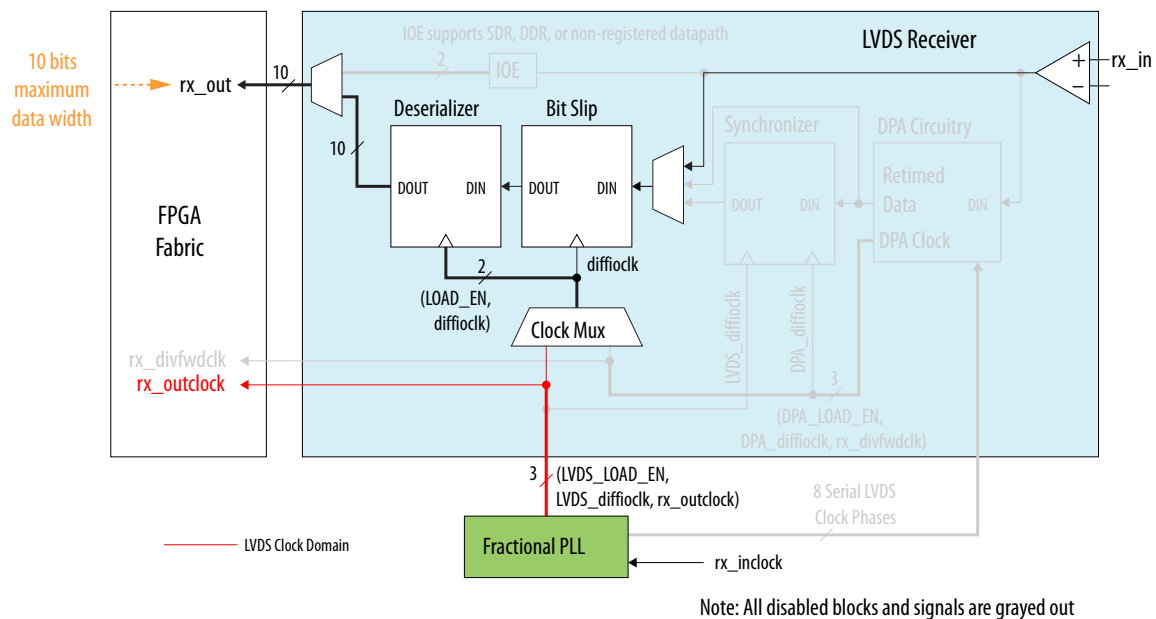 IOE supports SDR, DDR, or non-registered datapath
LVDS Receiver
10 bits
maximum
data width
rx_out
10
2
IOE
+
−
rx_in
Deserializer
Bit Slip
Synchronizer
DPA Circuitry
10
DOUT
DIN
DOUT
DIN
DOUT
DIN
Retimed
Data
DIN
DPA Clock
FPGA
Fabric
2
diffioclk
(LOAD_EN,
diffioclk)
Clock Mux
LVDS_diffioclk
DPA_diffioclk
rx_divfwdclk
rx_outclock
3
(DPA_LOAD_EN,
DPA_diffioclk, rx_divfwdclk)
3
(LVDS_LOAD_EN,
LVDS_diffioclk, rx_outclock)
8 Serial LVDS
Clock Phases
LVDS Clock Domain
Fractional PLL
rx_inclock
Note: All disabled blocks and signals are grayed out